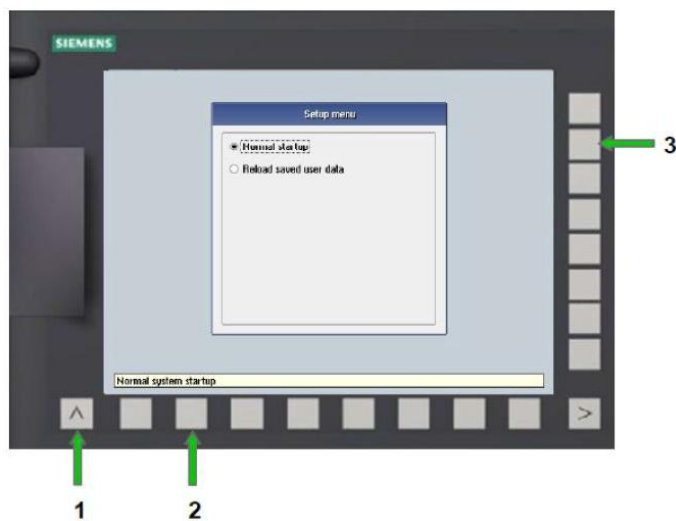 SIEMENS
Setup menu
Normal startup
Reload saved user data
Normal system startup
^
>
1
2
3